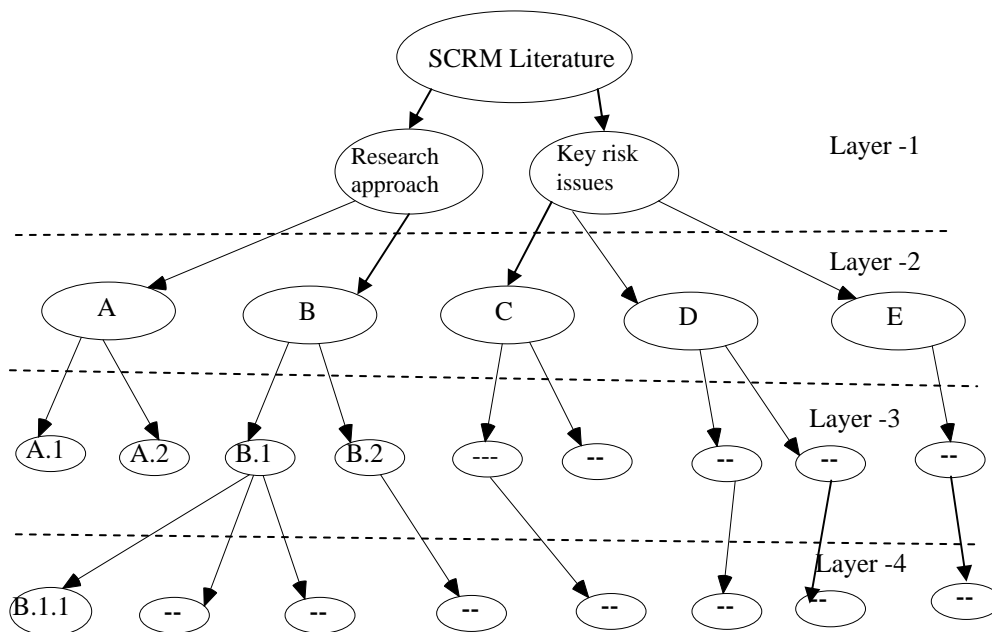 SCRM Literature
Research
approach
Key risk
issues
Layer -1
Layer -2
A
B
C
D
E
Layer -3
A.1
A.2
B.1
B.2
---
--
--
--
--
Layer -4
B.1.1
--
--
--
--
--
--
--